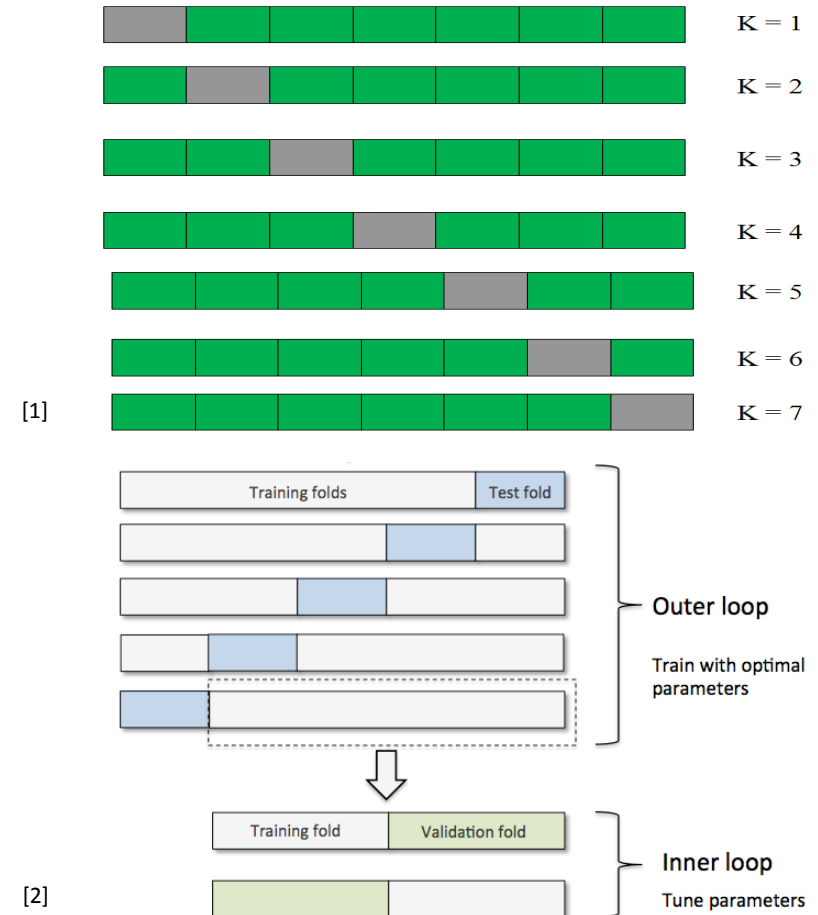 K = 1
K = 2
K = 3
K = 4
K = 5
K = 6
[1]
K = 7
Training folds
Test fold
Outer loop
Train with optimal
parameters
Training fold
Validation fold
Inner loop
[2]
Tune parameters